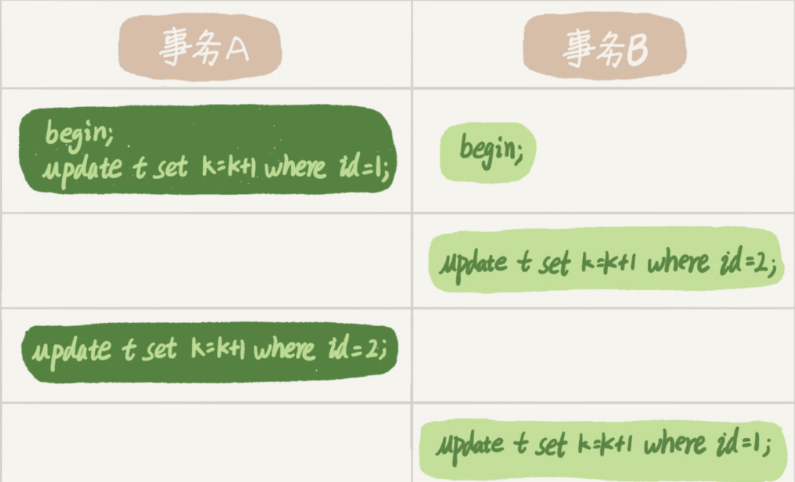 事务A
事务B
begin;
update t set k=k+1 where id=1;
begin;
update t set k=k+1 where id=2;
update t set k=k+1 where id=2;
update t set k=k+1 where id=1;